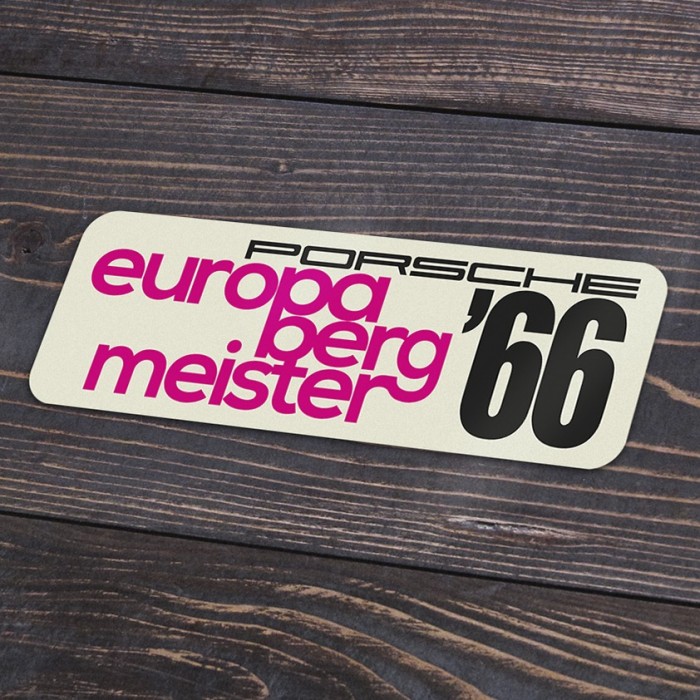 PORSCHE
europa
berg
meister
'66